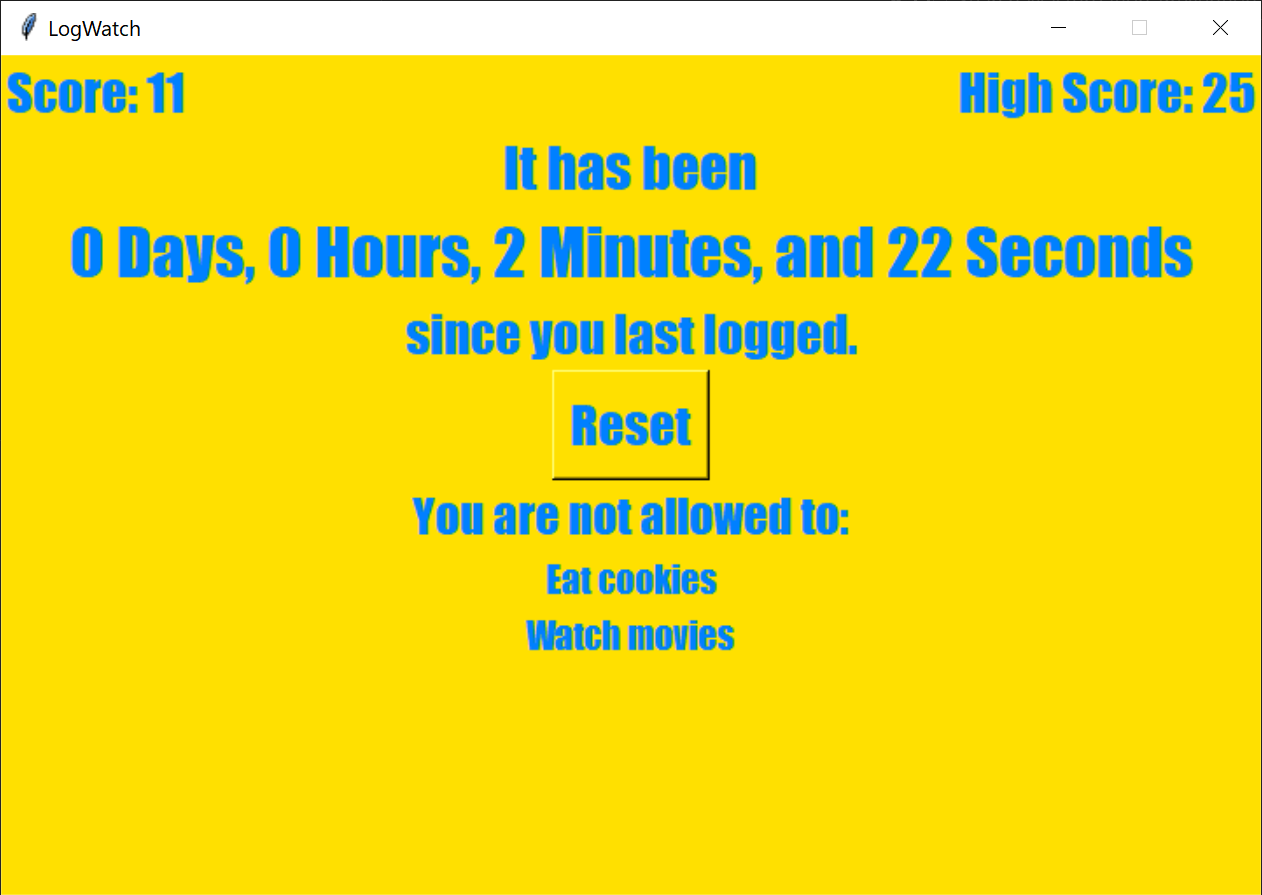 LogWatch
Score: 11
High Score: 25
It has been
0 Days, 0 Hours, 2 Minutes, and 22 Seconds
since you last logged.
Reset
You are not allowed to:
Eat cookies
Watch movies